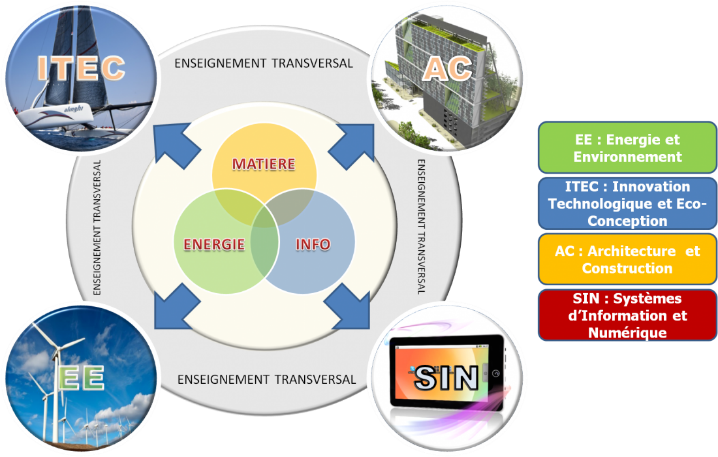 ITEC
AC
ENSEIGNEMENT TRANSVERSAL
ENSEIGNEMENT TRANSVERSAL
ENSEIGNEMENT TRANSVERSAL
MATIERE
ENERGIE
INFO
EE
SIN
ENSEIGNEMENT TRANSVERSAL
EE : Energie et
Environnement
ITEC : Innovation
Technologique et Eco-
Conception
AC : Architecture et
Construction
SIN : Systèmes
d'Information et
Numérique